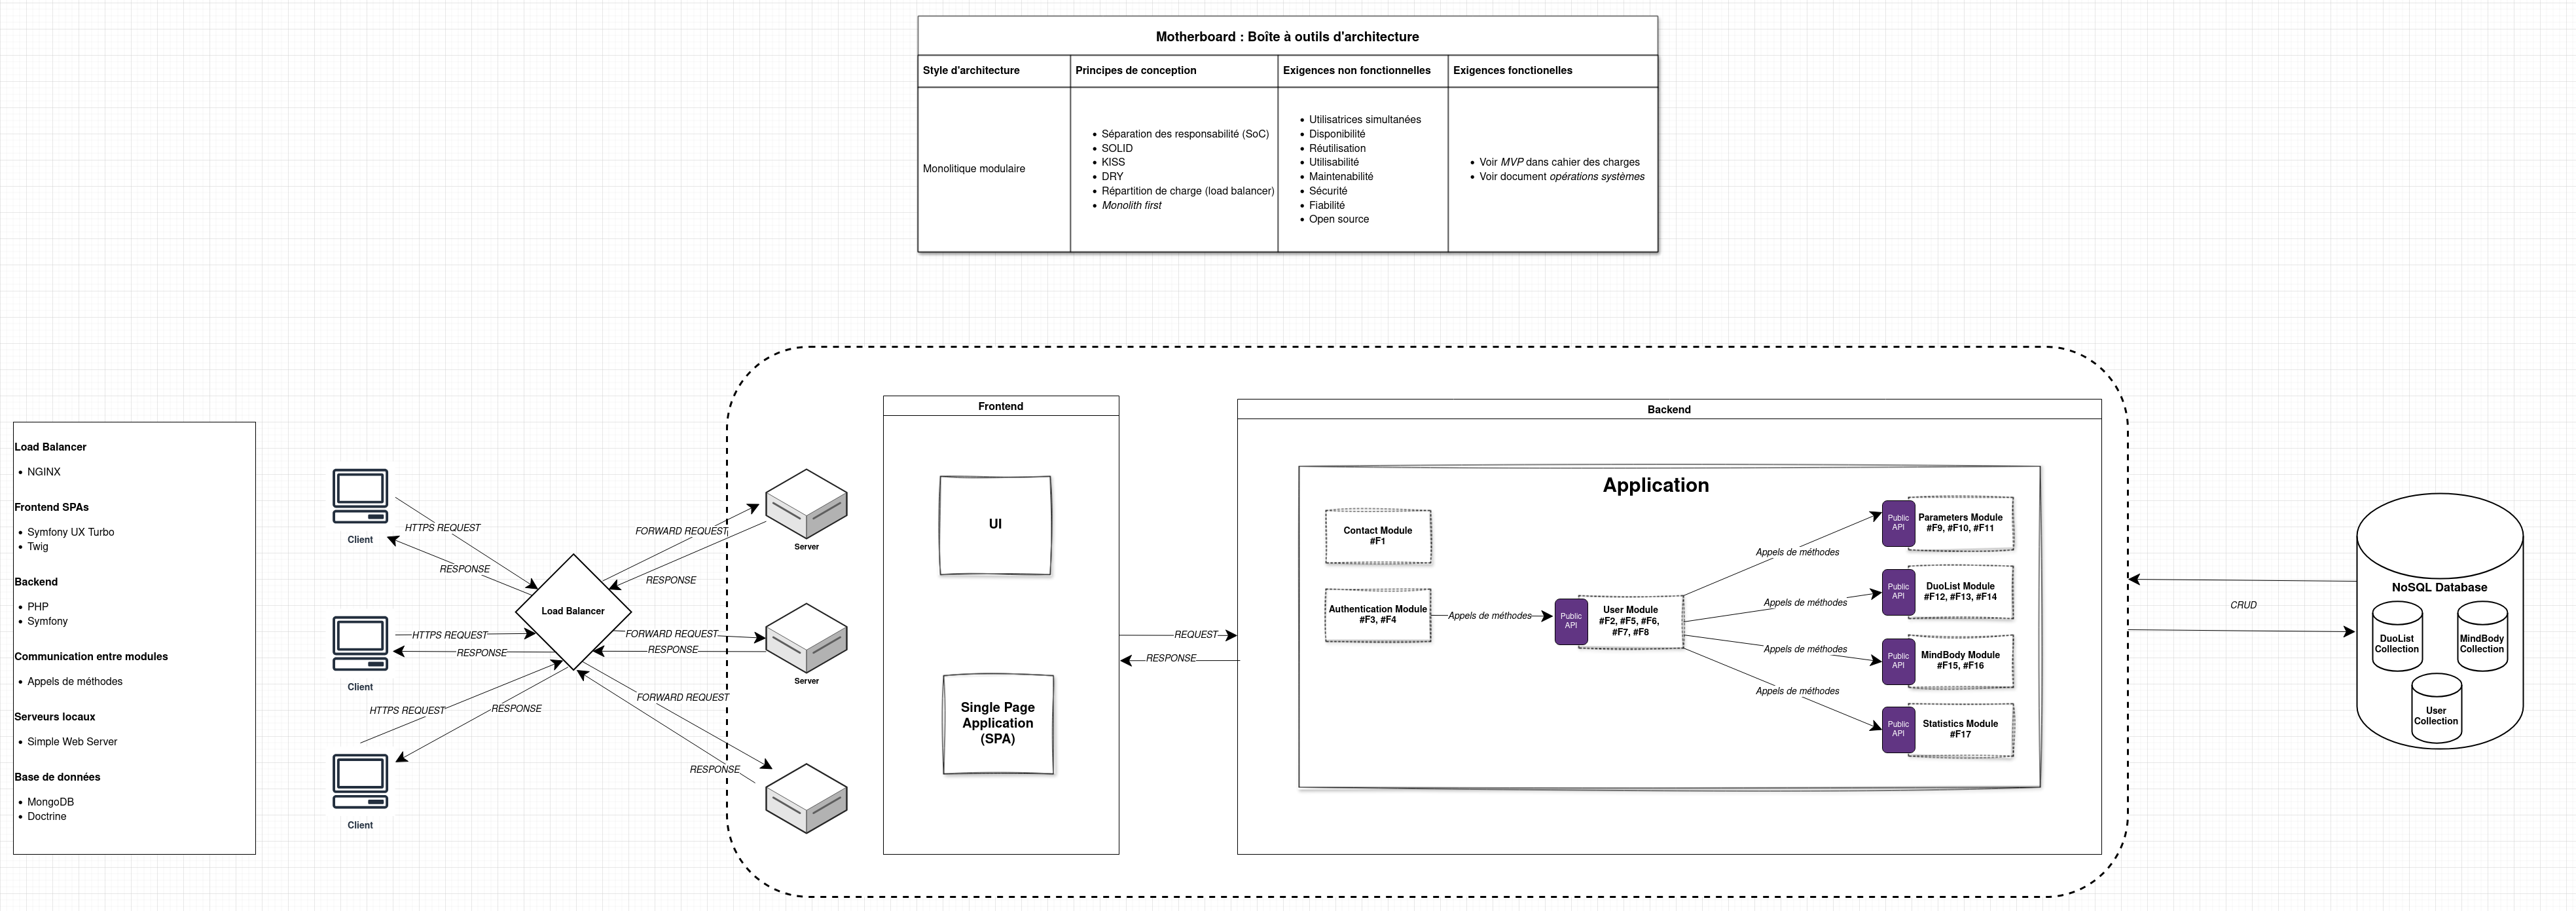 Motherboard : Boîte à outils d'architecture
Style d'architecture
Principes de conception
Exigences non fonctionnelles
Exigences fonctionelles
Monolitique modulaire
Séparation des responsabilité (SoC)
SOLID
KISS
DRY
Répartition de charge (load balancer)
Monolith first
Utilisatrices simultanées
Disponibilité
Réutilisation
Utilisabilité
Maintenabilité
Sécurité
Fiabilité
Open source
Voir MVP dans cahier des charges
Voir document opérations systèmes
Load Balancer
NGINX
Frontend SPAs
Symfony UX Turbo
Twig
Backend
PHP
Symfony
Communication entre modules
Appels de méthodes
Serveurs locaux
Simple Web Server
Base de données
MongoDB
Doctrine
Client
HTTPS REQUEST
RESPONSE
Client
HTTPS REQUEST
RESPONSE
Client
HTTPS REQUEST
RESPONSE
Load Balancer
FORWARD REQUEST
RESPONSE
FORWARD REQUEST
RESPONSE
FORWARD REQUEST
RESPONSE
Server
Server
Frontend
UI
Single Page
Application
(SPA)
REQUEST
RESPONSE
Backend
Application
Contact Module
#F1
Authentication Module
#F3, #F4
Appels de méthodes
Public
API
User Module
#F2, #F5, #F6,
#F7, #F8
Appels de méthodes
Appels de méthodes
Appels de méthodes
Appels de méthodes
Public
API
Parameters Module
#F9, #F10, #F11
Public
API
DuoList Module
#F12, #F13, #F14
Public
API
MindBody Module
#F15, #F16
Public
API
Statistics Module
#F17
CRUD
NoSQL Database
DuoList
Collection
MindBody
Collection
User
Collection